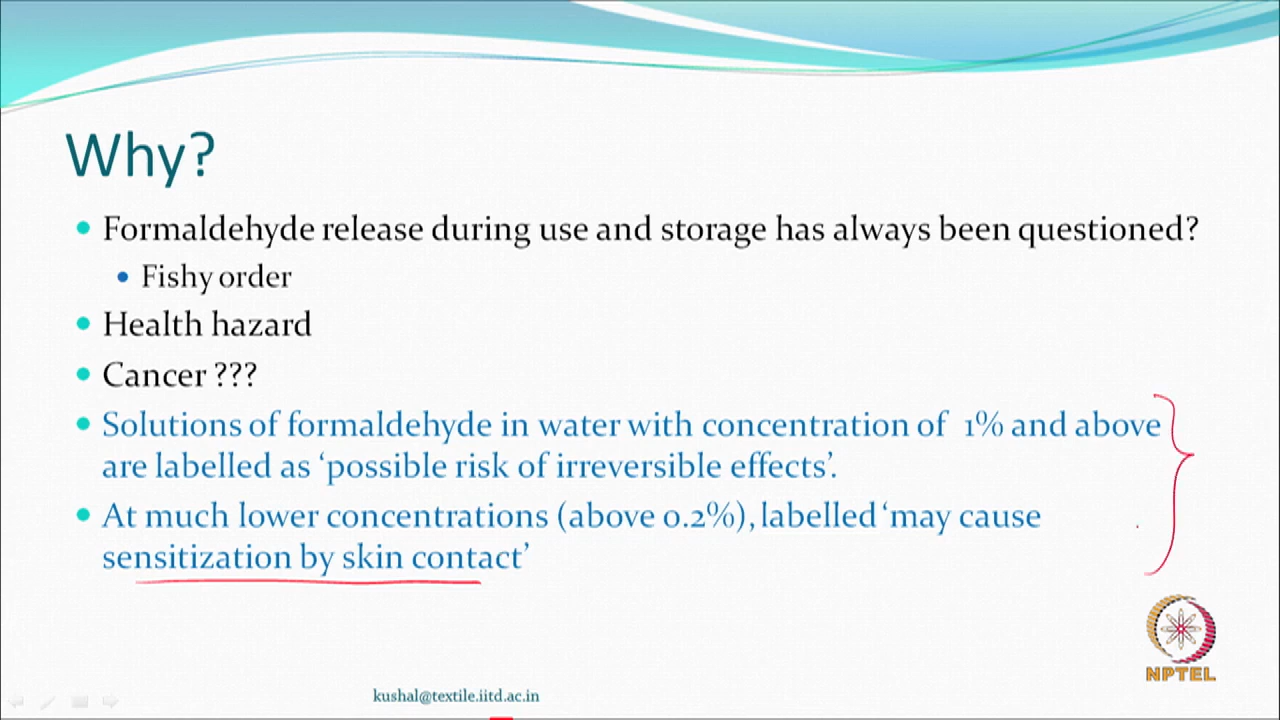 Why?
Formaldehyde release during use and storage has always been questioned?
Fishy order
Health hazard
Cancer ???
Solutions of formaldehyde in water with concentration of 1% and above
are labelled as ‘possible risk of irreversible effects’.
At much lower concentrations (above 0.2%), labelled ‘may cause
sensitization by skin contact’
NPTEL
kushal@textile.iitd.ac.in